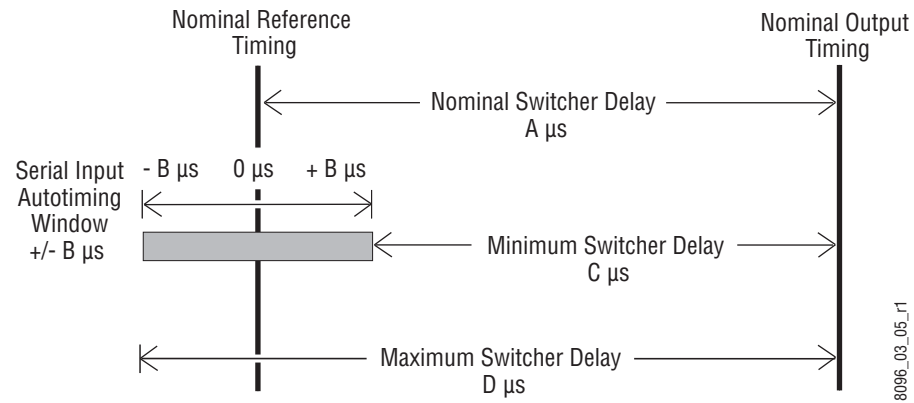 Nominal Reference
Timing
Nominal Output
Timing
Nominal Switcher Delay
A µs
Serial Input
Autotiming
Window
+/- B µs
- B µs 0 µs + B µs
Minimum Switcher Delay
C µs
Maximum Switcher Delay
D µs
8096_03_05_r1